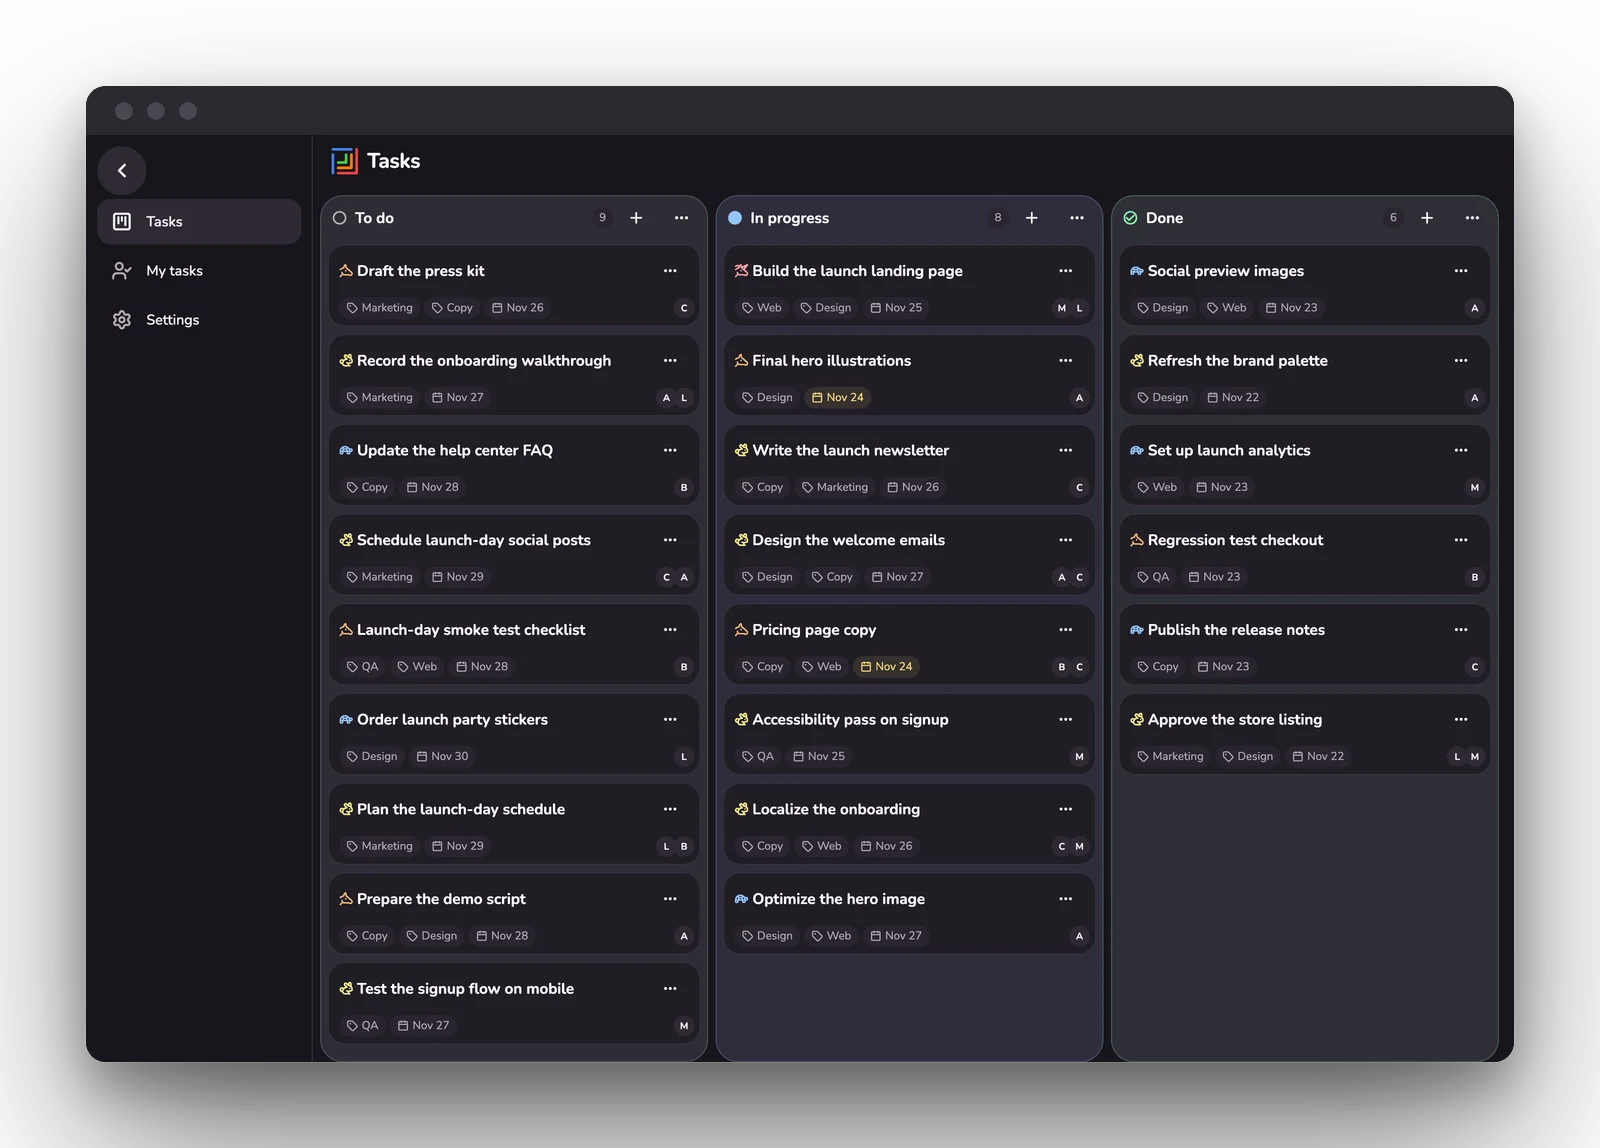 Tasks
Tasks
My tasks
Settings
To do 9
Draft the press kit
Marketing Copy Nov 26 C
Record the onboarding walkthrough
Marketing Nov 27 A L
Update the help center FAQ
Copy Nov 28 B
Schedule launch-day social posts
Marketing Nov 29 C A
Launch-day smoke test checklist
QA Web Nov 28 B
Order launch party stickers
Design Nov 30 L
Plan the launch-day schedule
Marketing Nov 29 L B
Prepare the demo script
Copy Design Nov 28 A
Test the signup flow on mobile
QA Nov 27 M
In progress 8
Build the launch landing page
Web Design Nov 25 M L
Final hero illustrations
Design Nov 24 A
Write the launch newsletter
Copy Marketing Nov 26 C
Design the welcome emails
Design Copy Nov 27 A C
Pricing page copy
Copy Web Nov 24 B C
Accessibility pass on signup
QA Nov 25 M
Localize the onboarding
Copy Web Nov 26 C M
Optimize the hero image
Design Web Nov 27 A
Done 6
Social preview images
Design Web Nov 23 A
Refresh the brand palette
Design Nov 22 A
Set up launch analytics
Web Nov 23 M
Regression test checkout
QA Nov 23 B
Publish the release notes
Copy Nov 23 C
Approve the store listing
Marketing Design Nov 22 L M